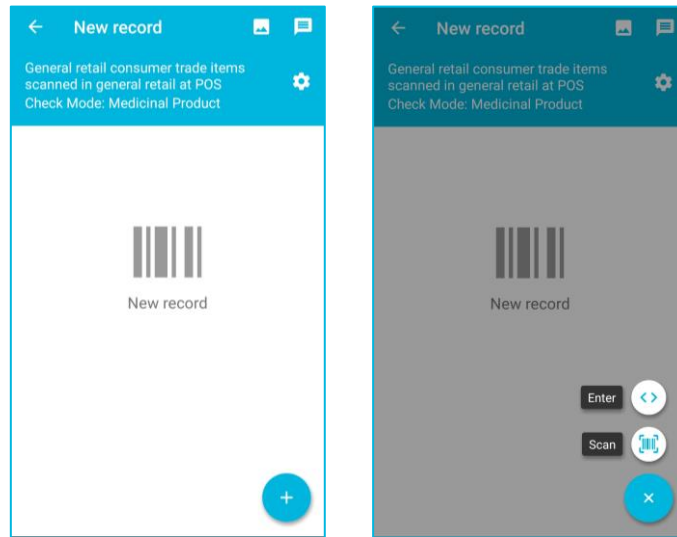 New record
General retail consumer trade items
scanned in general retail at POS
Check Mode: Medicinal Product
New record
New record
General retail consumer trade items
scanned in general retail at POS
Check Mode: Medicinal Product
New record
Enter
Scan